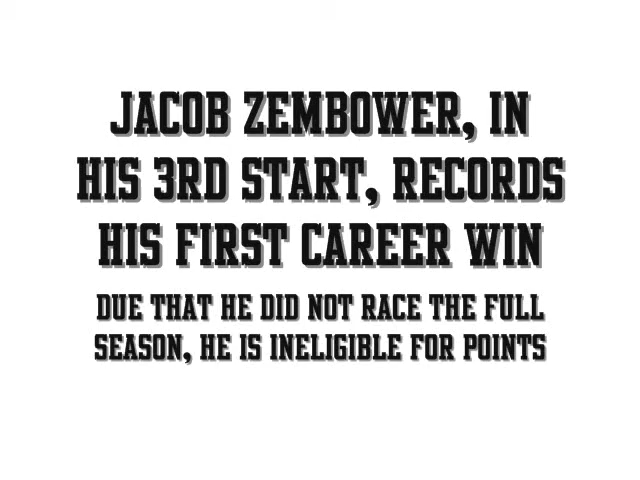 JACOB ZEMBOWER, IN
HIS 3RD START, RECORDS
HIS FIRST CAREER WIN
DUE THAT HE DID NOT RACE THE FULL
SEASON, HE IS INELIGIBLE FOR POINTS